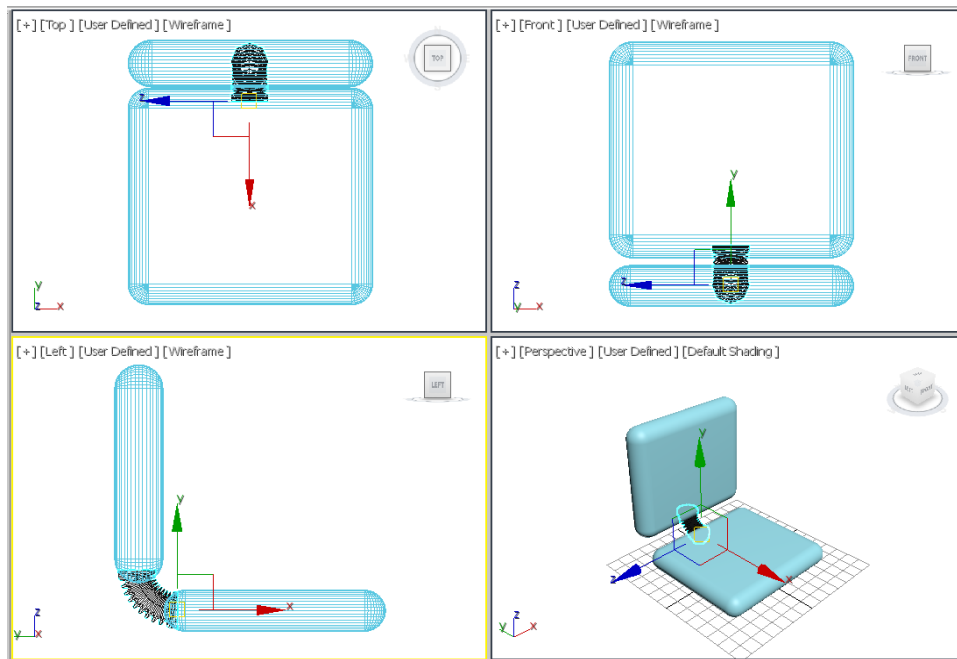 [+] [Top] [User Defined] [Wireframe]
TOP
z
x
y
z x
[+] [Front] [User Defined] [Wireframe]
FRONT
y
z
z
y x
[+] [Left] [User Defined] [Wireframe]
LEFT
y
x
z
y x
[+] [Perspective] [User Defined] [Default Shading]
y
z
x
z
y x